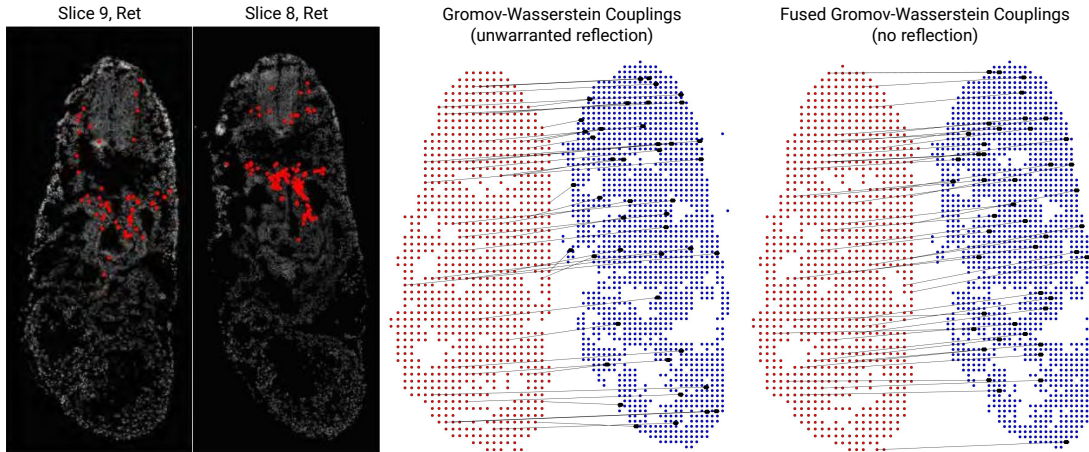 Slice 9, Ret
Slice 8, Ret
Gromov-Wasserstein Couplings
(unwarranted reflection)
Fused Gromov-Wasserstein Couplings
(no reflection)